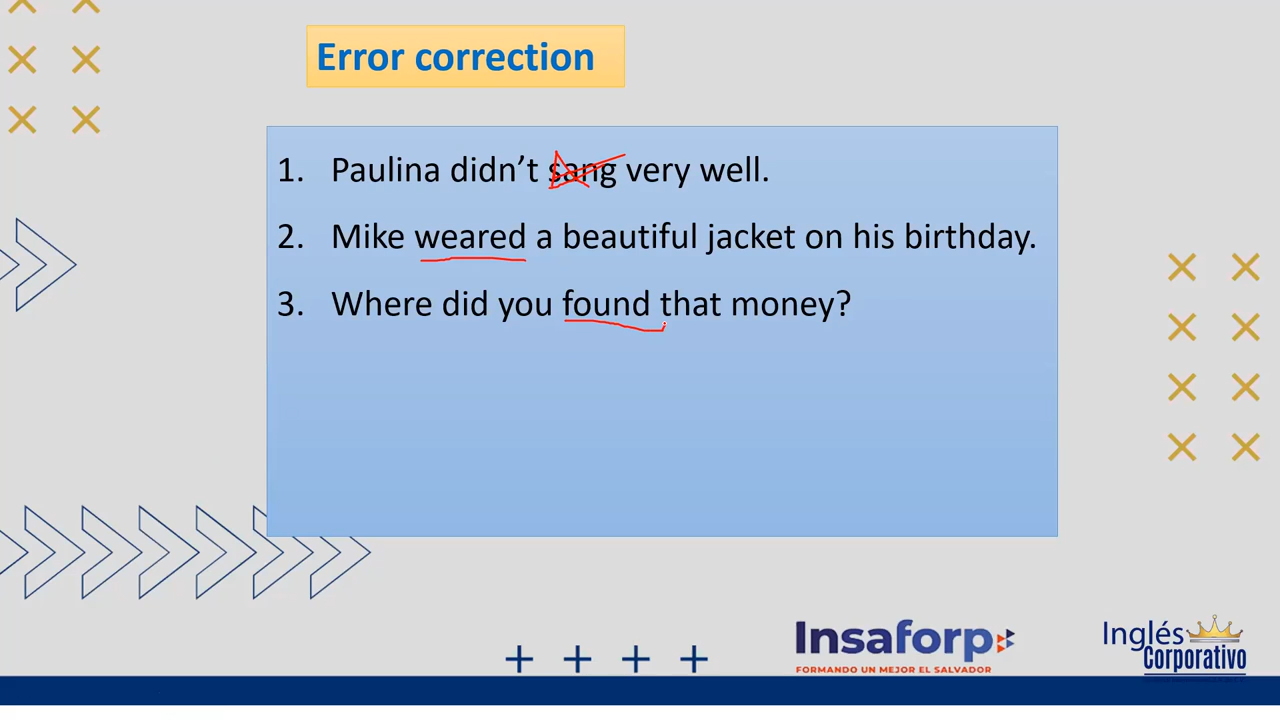 Error correction
1. Paulina didn’t sang very well.
2. Mike weared a beautiful jacket on his birthday.
3. Where did you found that money?
Insaforp
FORMANDO UN MEJOR EL SALVADOR
Inglés
Corporativo